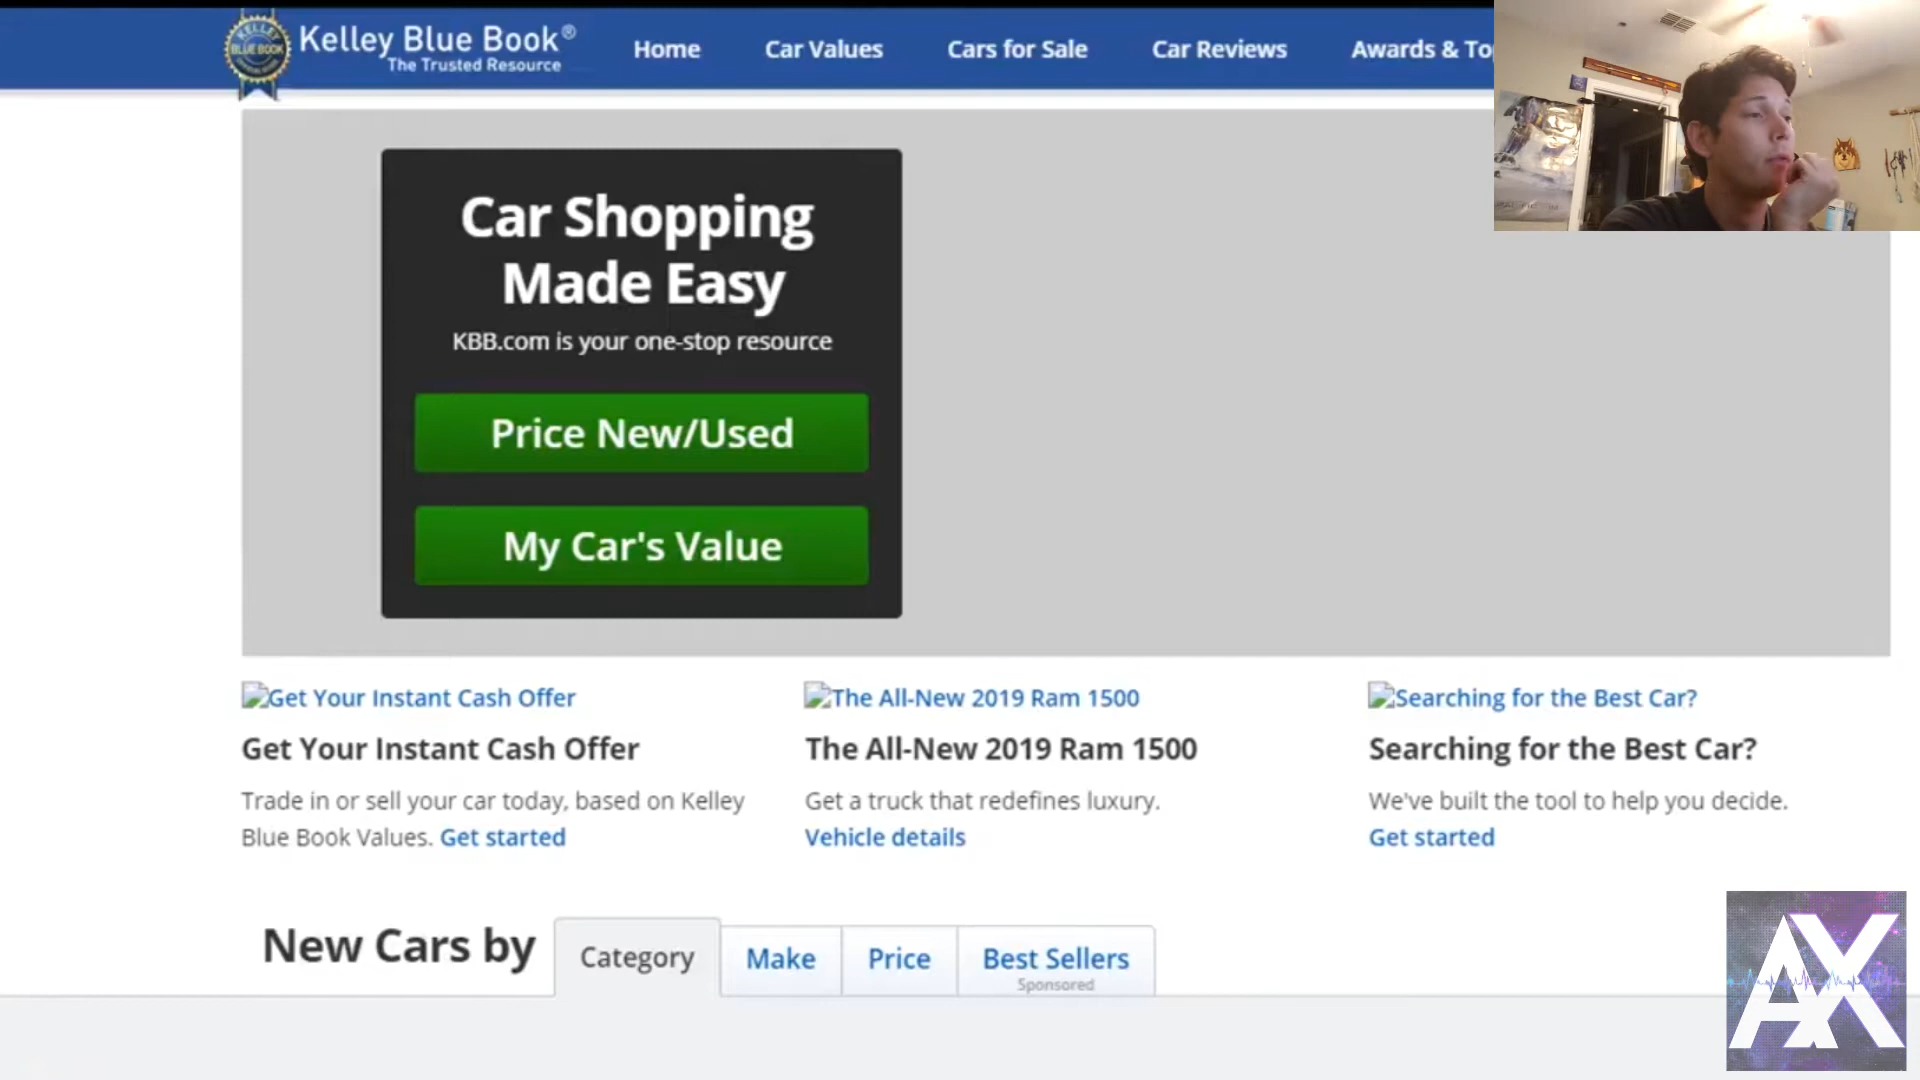 Kelley Blue Book®
The Trusted Resource
KELLEY
BLUE BOOK
Home
Car Values
Cars for Sale
Car Reviews
Awards & To
Car Shopping
Made Easy
KBB.com is your one-stop resource
Price New/Used
My Car's Value
Get Your Instant Cash Offer
The All-New 2019 Ram 1500
Searching for the Best Car?
Get Your Instant Cash Offer
Trade in or sell your car today, based on Kelley
Blue Book Values. Get started
The All-New 2019 Ram 1500
Get a truck that redefines luxury.
Vehicle details
Searching for the Best Car?
We've built the tool to help you decide.
Get started
New Cars by
Category
Make
Price
Best Sellers
Sponsored
AX